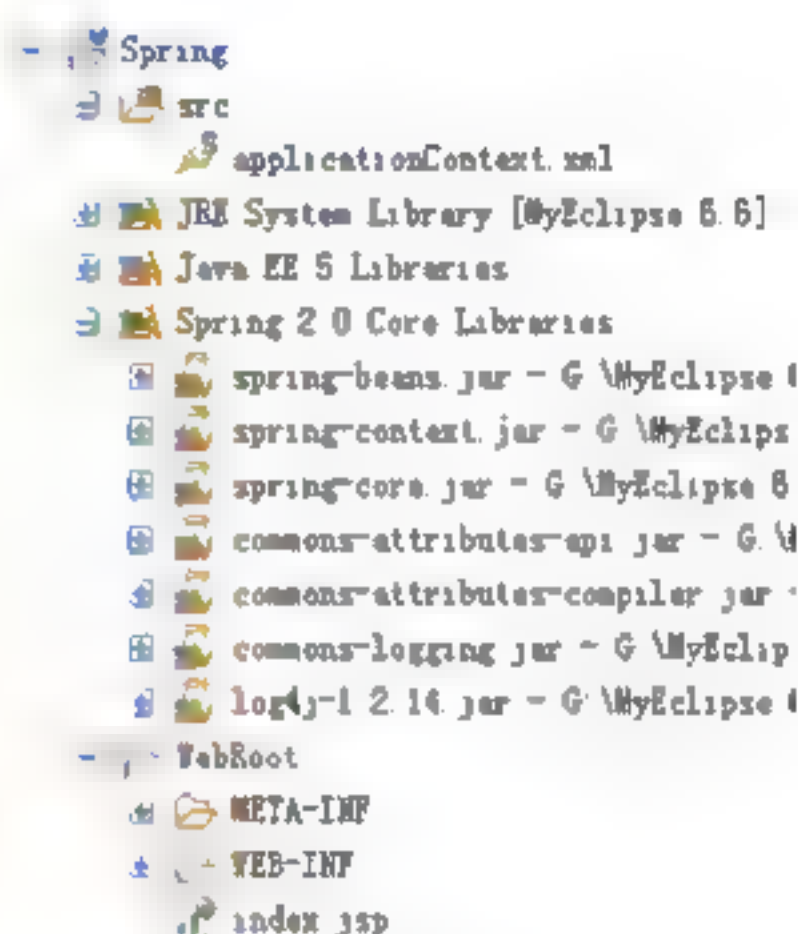 Spring
src
applicationContext.xml
JRE System Library [MyEclipse 6.6]
Java EE 5 Libraries
Spring 2.0 Core Libraries
spring-beans.jar - G:\MyEclipse
spring-context.jar - G:\MyEclips
spring-core.jar - G:\MyEclipse 6
commons-attributes-api.jar - G:\
commons-attributes-compiler.jar -
commons-logging.jar - G:\MyEclip
log4j-1.2.14.jar - G:\MyEclipse
WebRoot
META-INF
WEB-INF
index.jsp